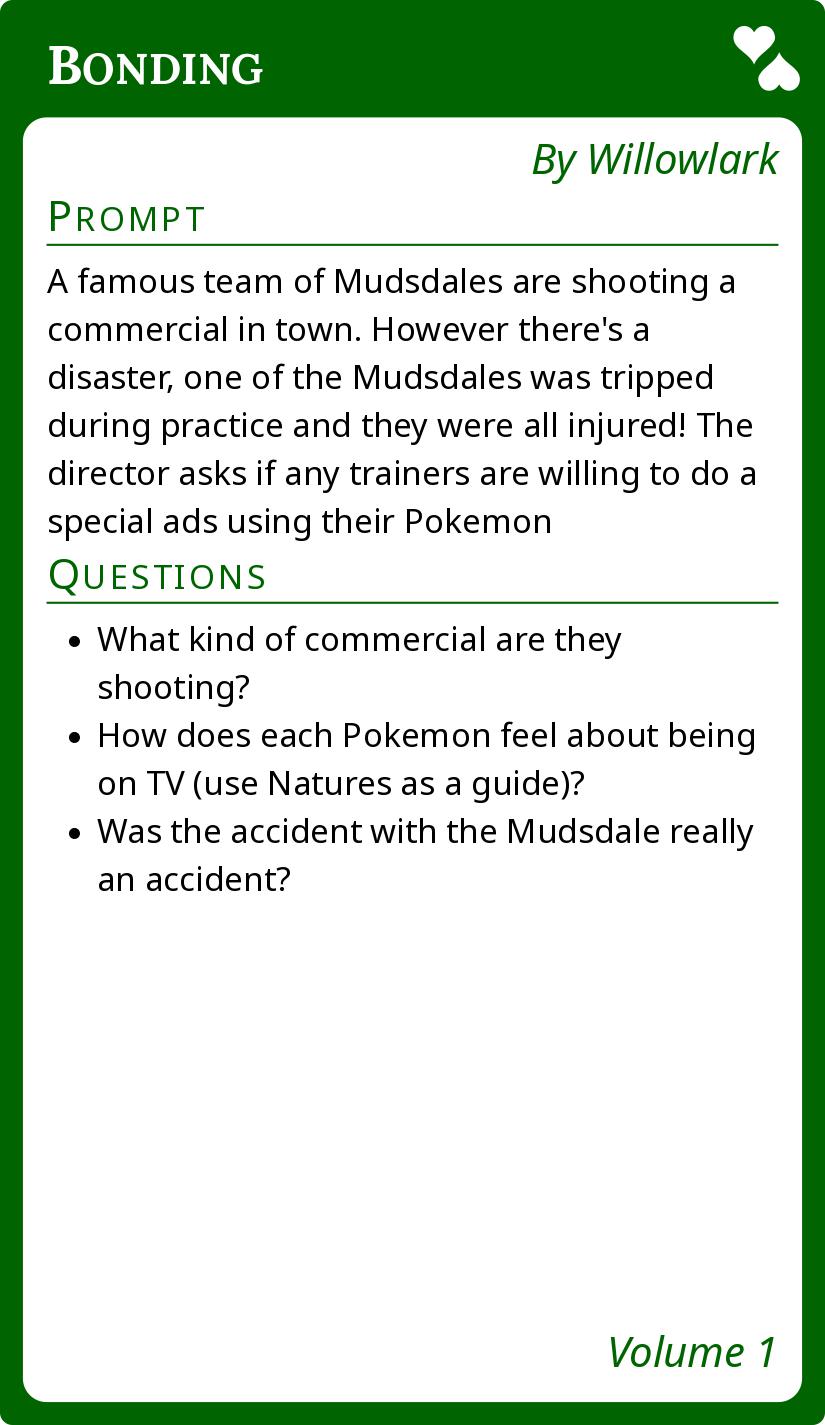 BONDING
By Willowlark
PROMPT
A famous team of Mudsdales are shooting a
commercial in town. However there's a
disaster, one of the Mudsdales was tripped
during practice and they were all injured! The
director asks if any trainers are willing to do a
special ads using their Pokemon
QUESTIONS
• What kind of commercial are they
shooting?
• How does each Pokemon feel about being
on TV (use Natures as a guide)?
• Was the accident with the Mudsdale really
an accident?
Volume 1